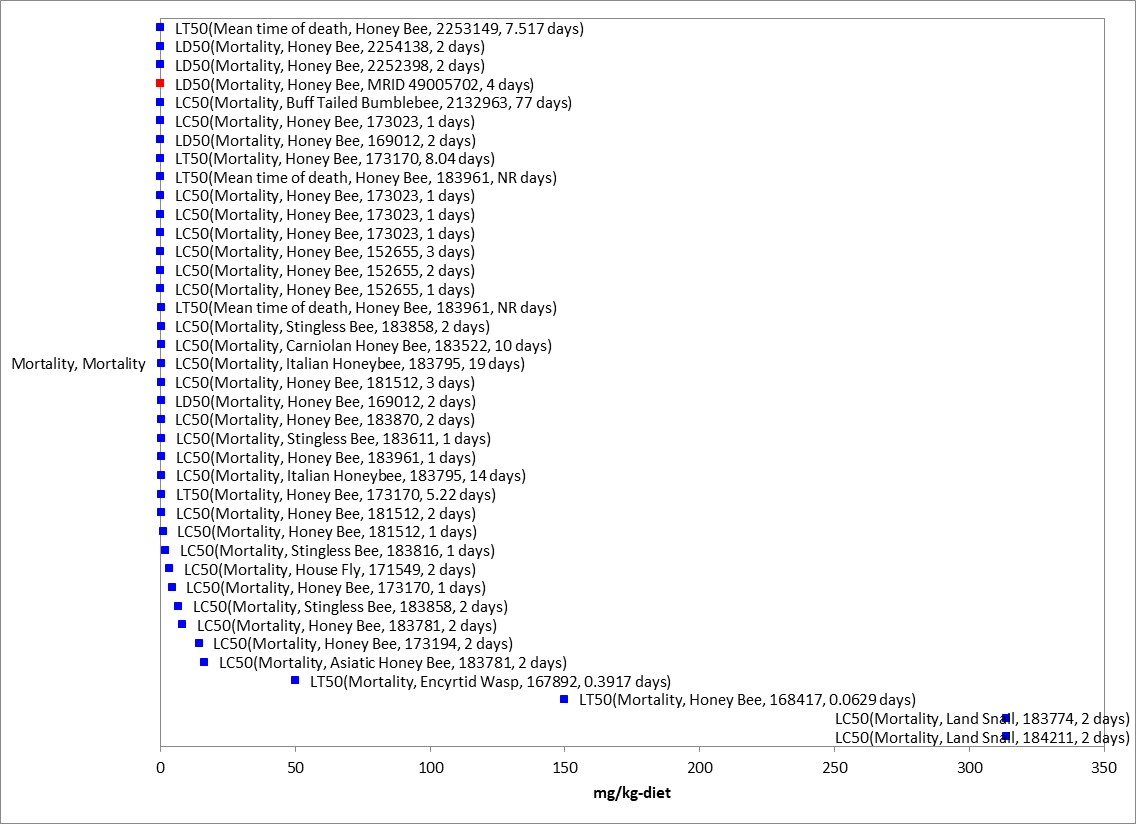 LT50(Mean time of death, Honey Bee, 2253149, 7.517 days)
LD50(Mortality, Honey Bee, 2254138, 2 days)
LD50(Mortality, Honey Bee, 2252398, 2 days)
LD50(Mortality, Honey Bee, MRID 49005702, 4 days)
LC50(Mortality, Buff Tailed Bumblebee, 2132963, 77 days)
LC50(Mortality, Honey Bee, 173023, 1 days)
LD50(Mortality, Honey Bee, 169012, 2 days)
LT50(Mortality, Honey Bee, 173170, 8.04 days)
LT50(Mean time of death, Honey Bee, 183961, NR days)
LC50(Mortality, Honey Bee, 173023, 1 days)
LC50(Mortality, Honey Bee, 173023, 1 days)
LC50(Mortality, Honey Bee, 173023, 1 days)
LC50(Mortality, Honey Bee, 152655, 3 days)
LC50(Mortality, Honey Bee, 152655, 2 days)
LC50(Mortality, Honey Bee, 152655, 1 days)
LT50(Mean time of death, Honey Bee, 183961, NR days)
LC50(Mortality, Stingless Bee, 183858, 2 days)
LC50(Mortality, Carniolan Honey Bee, 183522, 10 days)
Mortality, Mortality
LC50(Mortality, Italian Honeybee, 183795, 19 days)
LC50(Mortality, Honey Bee, 181512, 3 days)
LD50(Mortality, Honey Bee, 169012, 2 days)
LC50(Mortality, Honey Bee, 183870, 2 days)
LC50(Mortality, Stingless Bee, 183611, 1 days)
LC50(Mortality, Honey Bee, 183961, 1 days)
LC50(Mortality, Italian Honeybee, 183795, 14 days)
LT50(Mortality, Honey Bee, 173170, 5.22 days)
LC50(Mortality, Honey Bee, 181512, 2 days)
LC50(Mortality, Honey Bee, 181512, 1 days)
LC50(Mortality, Stingless Bee, 183816, 1 days)
LC50(Mortality, House Fly, 171549, 2 days)
LC50(Mortality, Honey Bee, 173170, 1 days)
LC50(Mortality, Stingless Bee, 183858, 2 days)
LC50(Mortality, Honey Bee, 183781, 2 days)
LC50(Mortality, Honey Bee, 173194, 2 days)
LC50(Mortality, Asiatic Honey Bee, 183781, 2 days)
LT50(Mortality, Encyrtid Wasp, 167892, 0.3917 days)
LT50(Mortality, Honey Bee, 168417, 0.0629 days)
LC50(Mortality, Land Snail, 183774, 2 days)
LC50(Mortality, Land Snail, 184211, 2 days)
0 50 100 150 200 250 300 350
mg/kg-diet